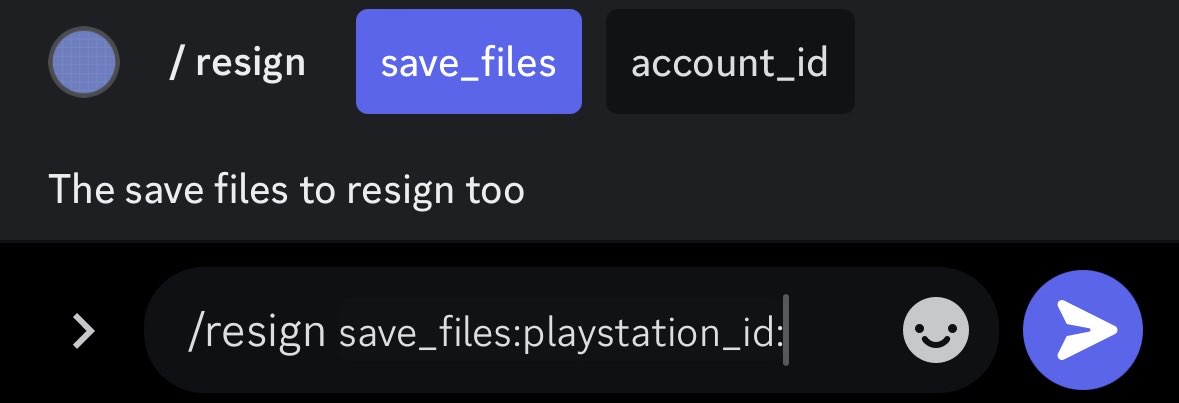 / resign save_files account_id
The save files to resign too
/resign save_files:playstation_id: